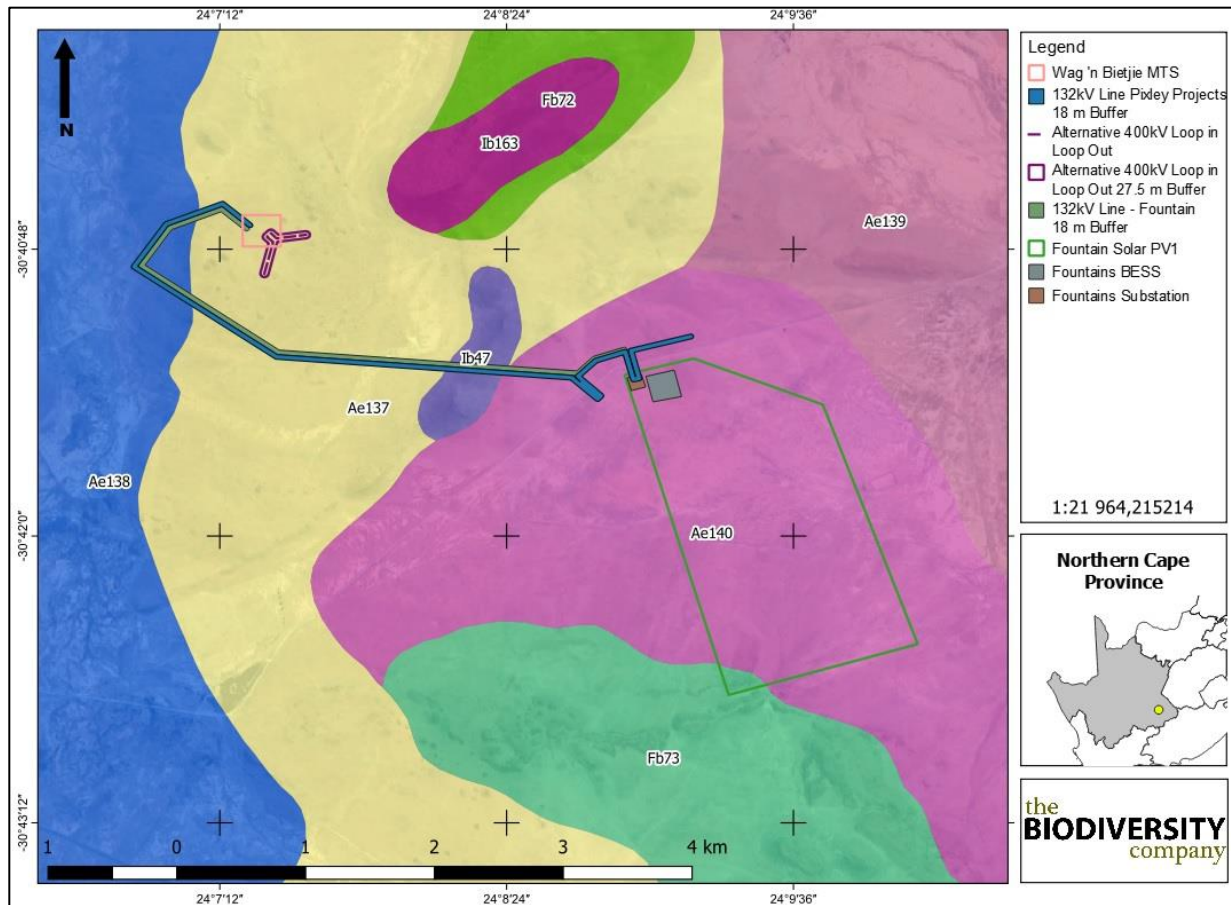 24°7'12"
24°8'24"
24°9'36"
N
Fb72
Ib163
Ae139
-30°40'48"
Ib47
Ae137
Ae138
-30°42'0"
Ae140
Fb73
-30°43'12"
1 0 1 2 3 4 km
24°7'12"
24°8'24"
24°9'36"
Legend
Wag 'n Bietjie MTS
132kV Line Pixley Projects
18 m Buffer
Alternative 400kV Loop in
Loop Out
Alternative 400kV Loop in
Loop Out 27.5 m Buffer
132kV Line - Fountain
18 m Buffer
Fountain Solar PV1
Fountains BESS
Fountains Substation
1:21 964,215214
Northern Cape
Province
the
BIODIVERSITY
company